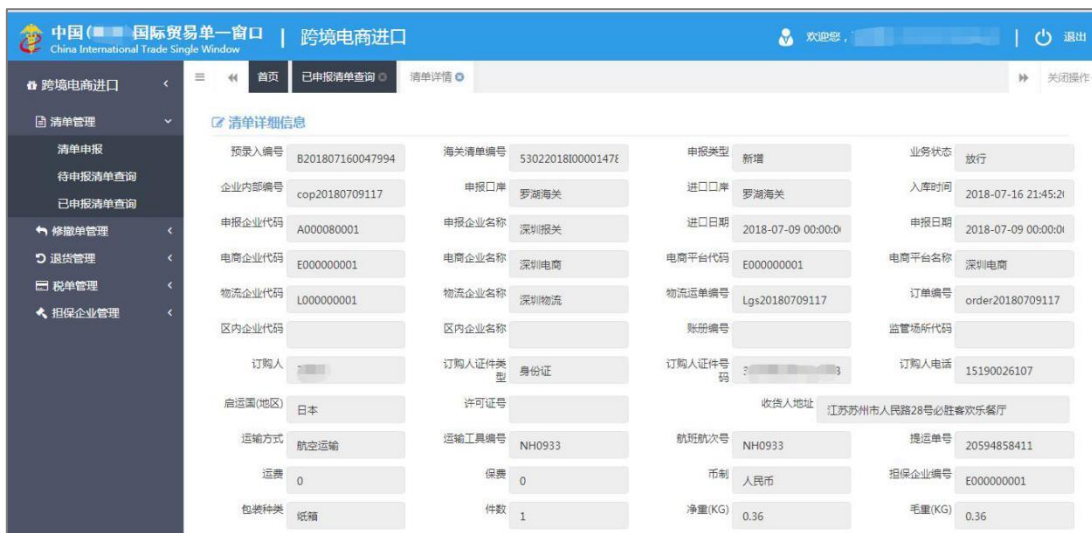 中国( 国际贸易单一窗口 | 跨境电商进口
China International Trade Single Window
欢迎您，
退出
跨境电商进口
清单管理
清单申报
待申报清单查询
已申报清单查询
修撤单管理
退货管理
税单管理
担保企业管理
首页 已申报清单查询 清单详情 关闭操作
清单详细信息
预录入编号 B201807160047994 海关清单编号 53022018I00001478 申报类型 新增 业务状态 放行
企业内部编号 cop20180709117 申报口岸 罗湖海关 进口口岸 罗湖海关 入库时间 2018-07-16 21:45:2
申报企业代码 A000080001 申报企业名称 深圳报关 进口日期 2018-07-09 00:00:0 申报日期 2018-07-09 00:00:0
电商企业代码 E000000001 电商企业名称 深圳电商 电商平台代码 E000000001 电商平台名称 深圳电商
物流企业代码 L000000001 物流企业名称 深圳物流 物流运单编号 Lgs20180709117 订单编号 order20180709117
区内企业代码 区内企业名称 账册编号 监管场所代码
订购人 订购人证件类型 身份证 订购人证件号码 订购人电话 15190026107
启运国(地区) 日本 许可证号 收货人地址 江苏苏州市人民路28号必胜客欢乐餐厅
运输方式 航空运输 运输工具编号 NH0933 航班航次号 NH0933 提运单号 20594858411
运费 0 保费 0 币制 人民币 担保企业编号 E000000001
包装种类 纸箱 件数 1 净重(KG) 0.36 毛重(KG) 0.36